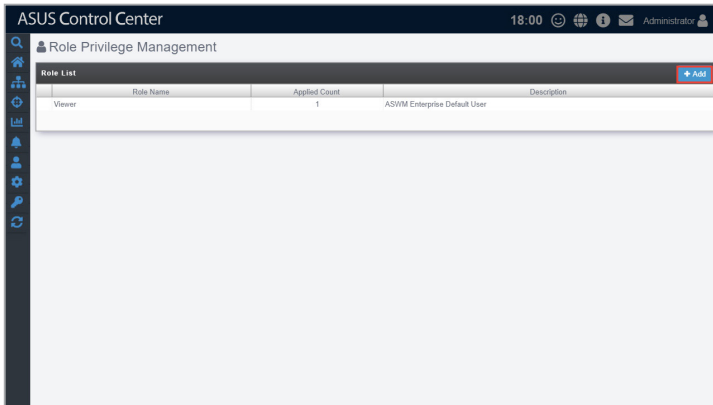 ASUS Control Center
18:00 Administrator
Role Privilege Management
Role List + Add
Role Name Applied Count Description
Viewer 1 ASWM Enterprise Default User